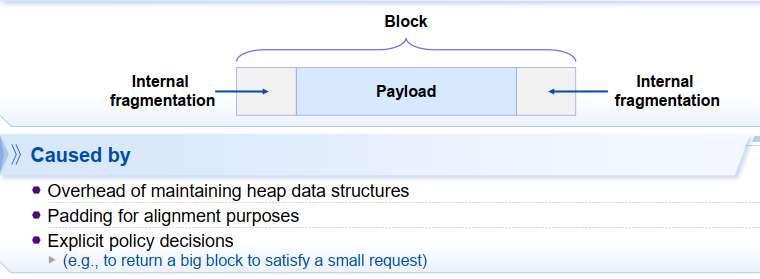 Block
Internal
fragmentation
Payload
Internal
fragmentation
Caused by
Overhead of maintaining heap data structures
Padding for alignment purposes
Explicit policy decisions
(e.g., to return a big block to satisfy a small request)